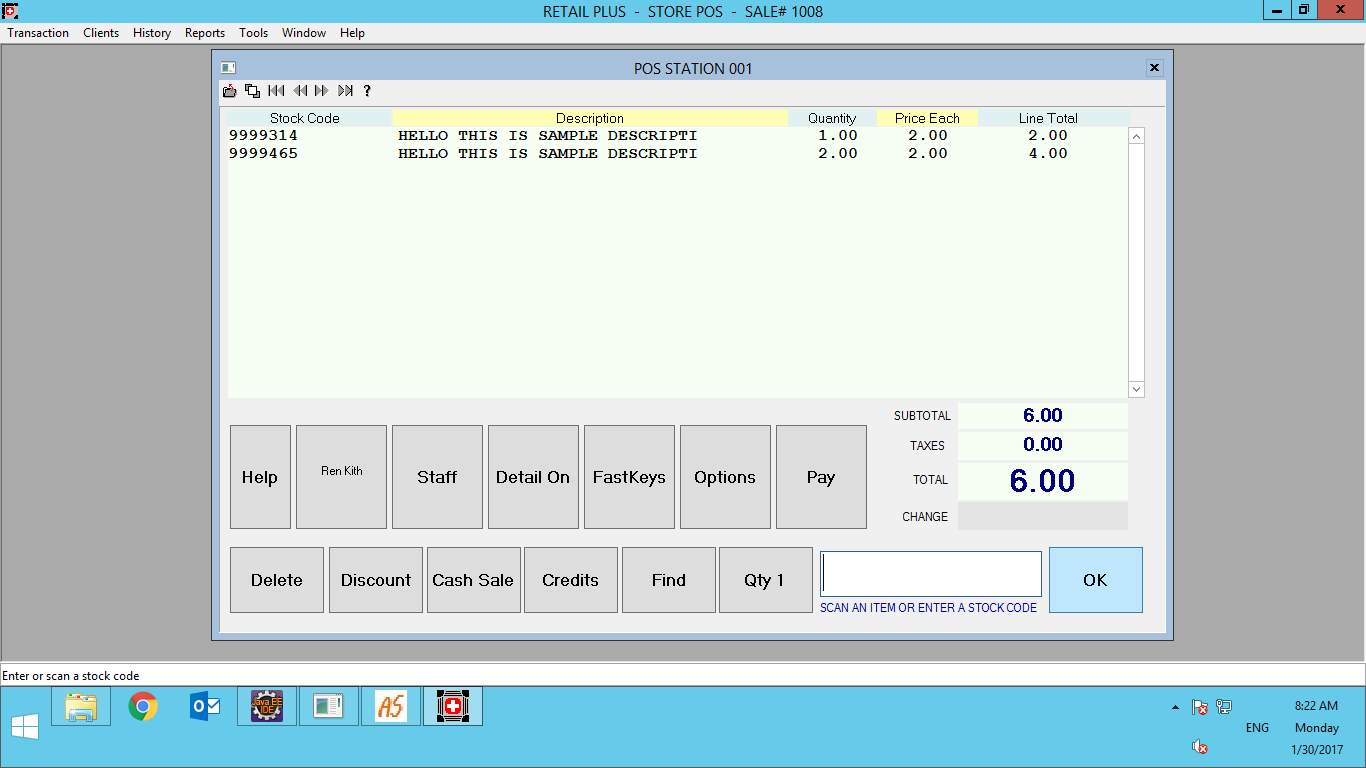 RETAIL PLUS - STORE POS - SALE# 1008
Transaction Clients History Reports Tools Window Help
POS STATION 001
?
Stock Code Description Quantity Price Each Line Total
9999314 HELLO THIS IS SAMPLE DESCRIPTI 1.00 2.00 2.00
9999465 HELLO THIS IS SAMPLE DESCRIPTI 2.00 2.00 4.00
SUBTOTAL 6.00
TAXES 0.00
TOTAL 6.00
CHANGE
Help Ren Kith Staff Detail On FastKeys Options Pay
Delete Discount Cash Sale Credits Find Qty 1 OK
SCAN AN ITEM OR ENTER A STOCK CODE
Enter or scan a stock code
Java EE
IDE
AS
ENG
8:22 AM
Monday
1/30/2017